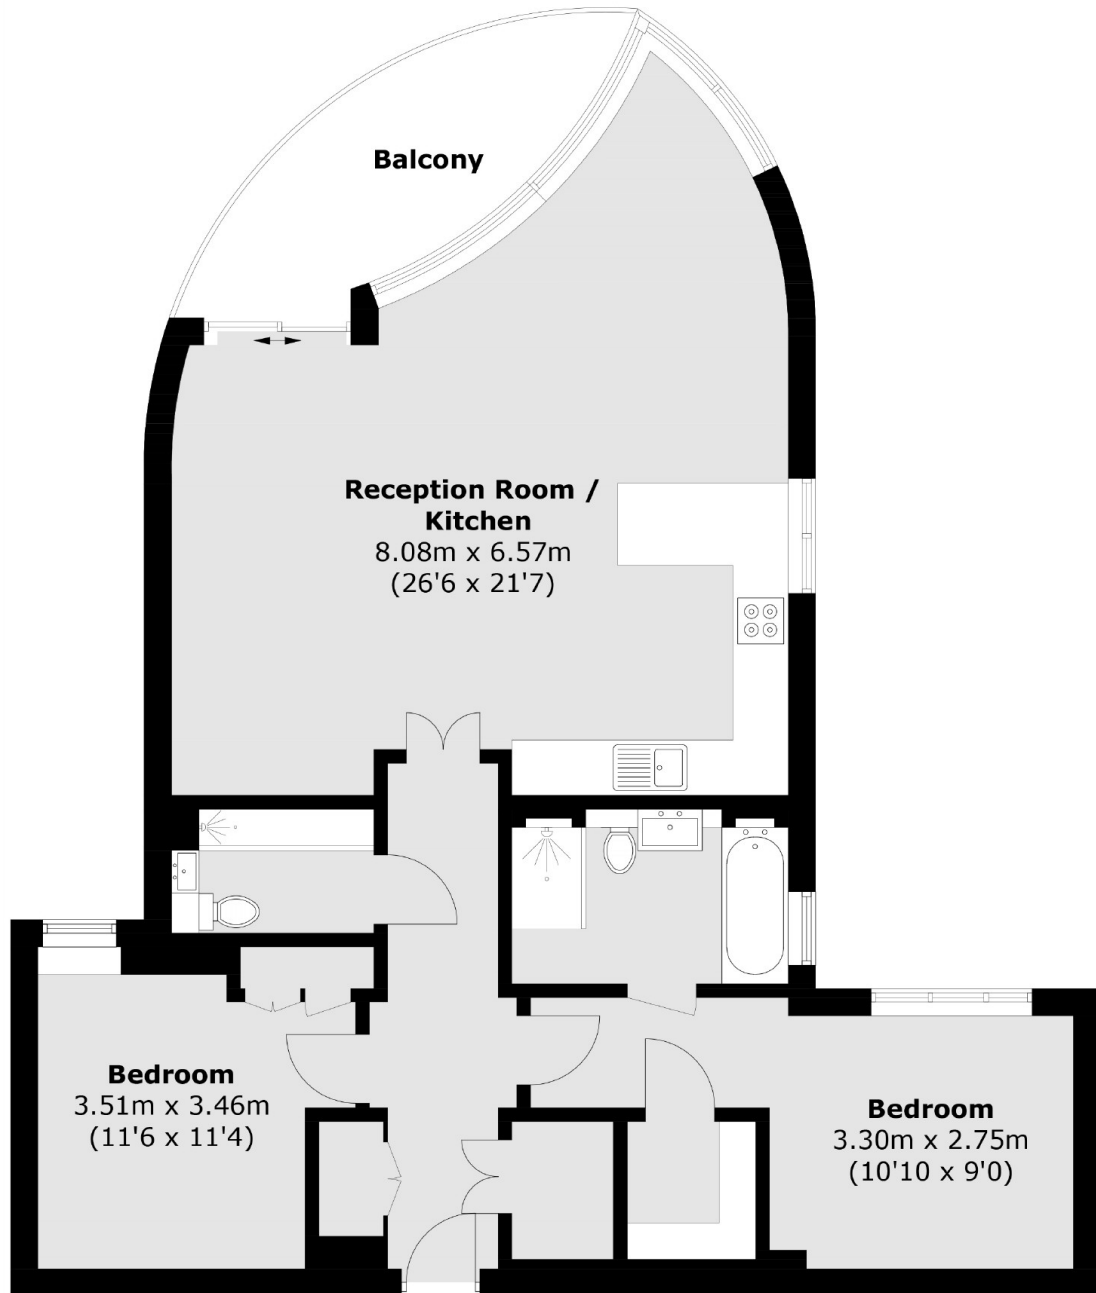 Balcony
Reception Room /
Kitchen
8.08m x 6.57m
(26'6 x 21'7)
Bedroom
3.51m x 3.46m
(11'6 x 11'4)
Bedroom
3.30m x 2.75m
(10'10 x 9'0)